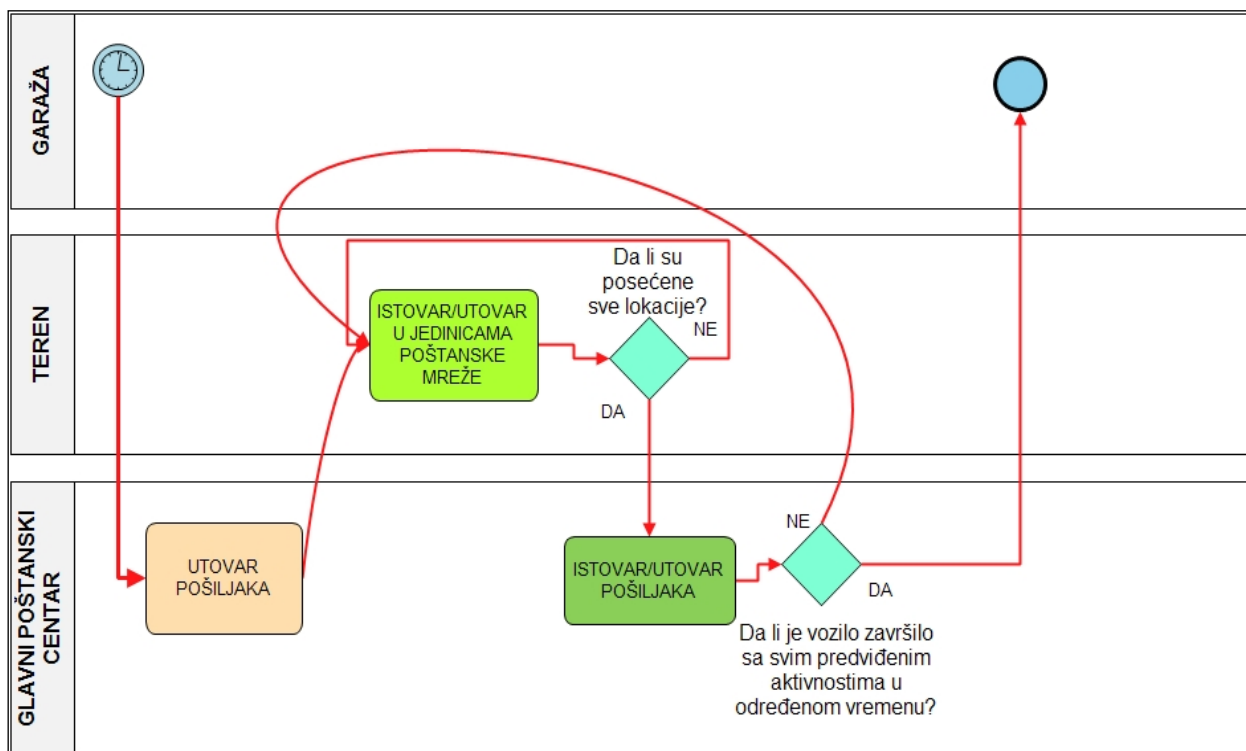 GARAŽA
TEREN
Da li su
posećene
sve lokacije?
ISTOVAR/UTOVAR
U JEDINICAMA
POŠTANSKE
MREŽE
NE
DA
GLAVNI POŠTANSKI
CENTAR
UTOVAR
POŠILJAKA
ISTOVAR/UTOVAR
POŠILJAKA
NE
DA
Da li je vozilo završilo
sa svim predviđenim
aktivnostima u
određenom vremenu?